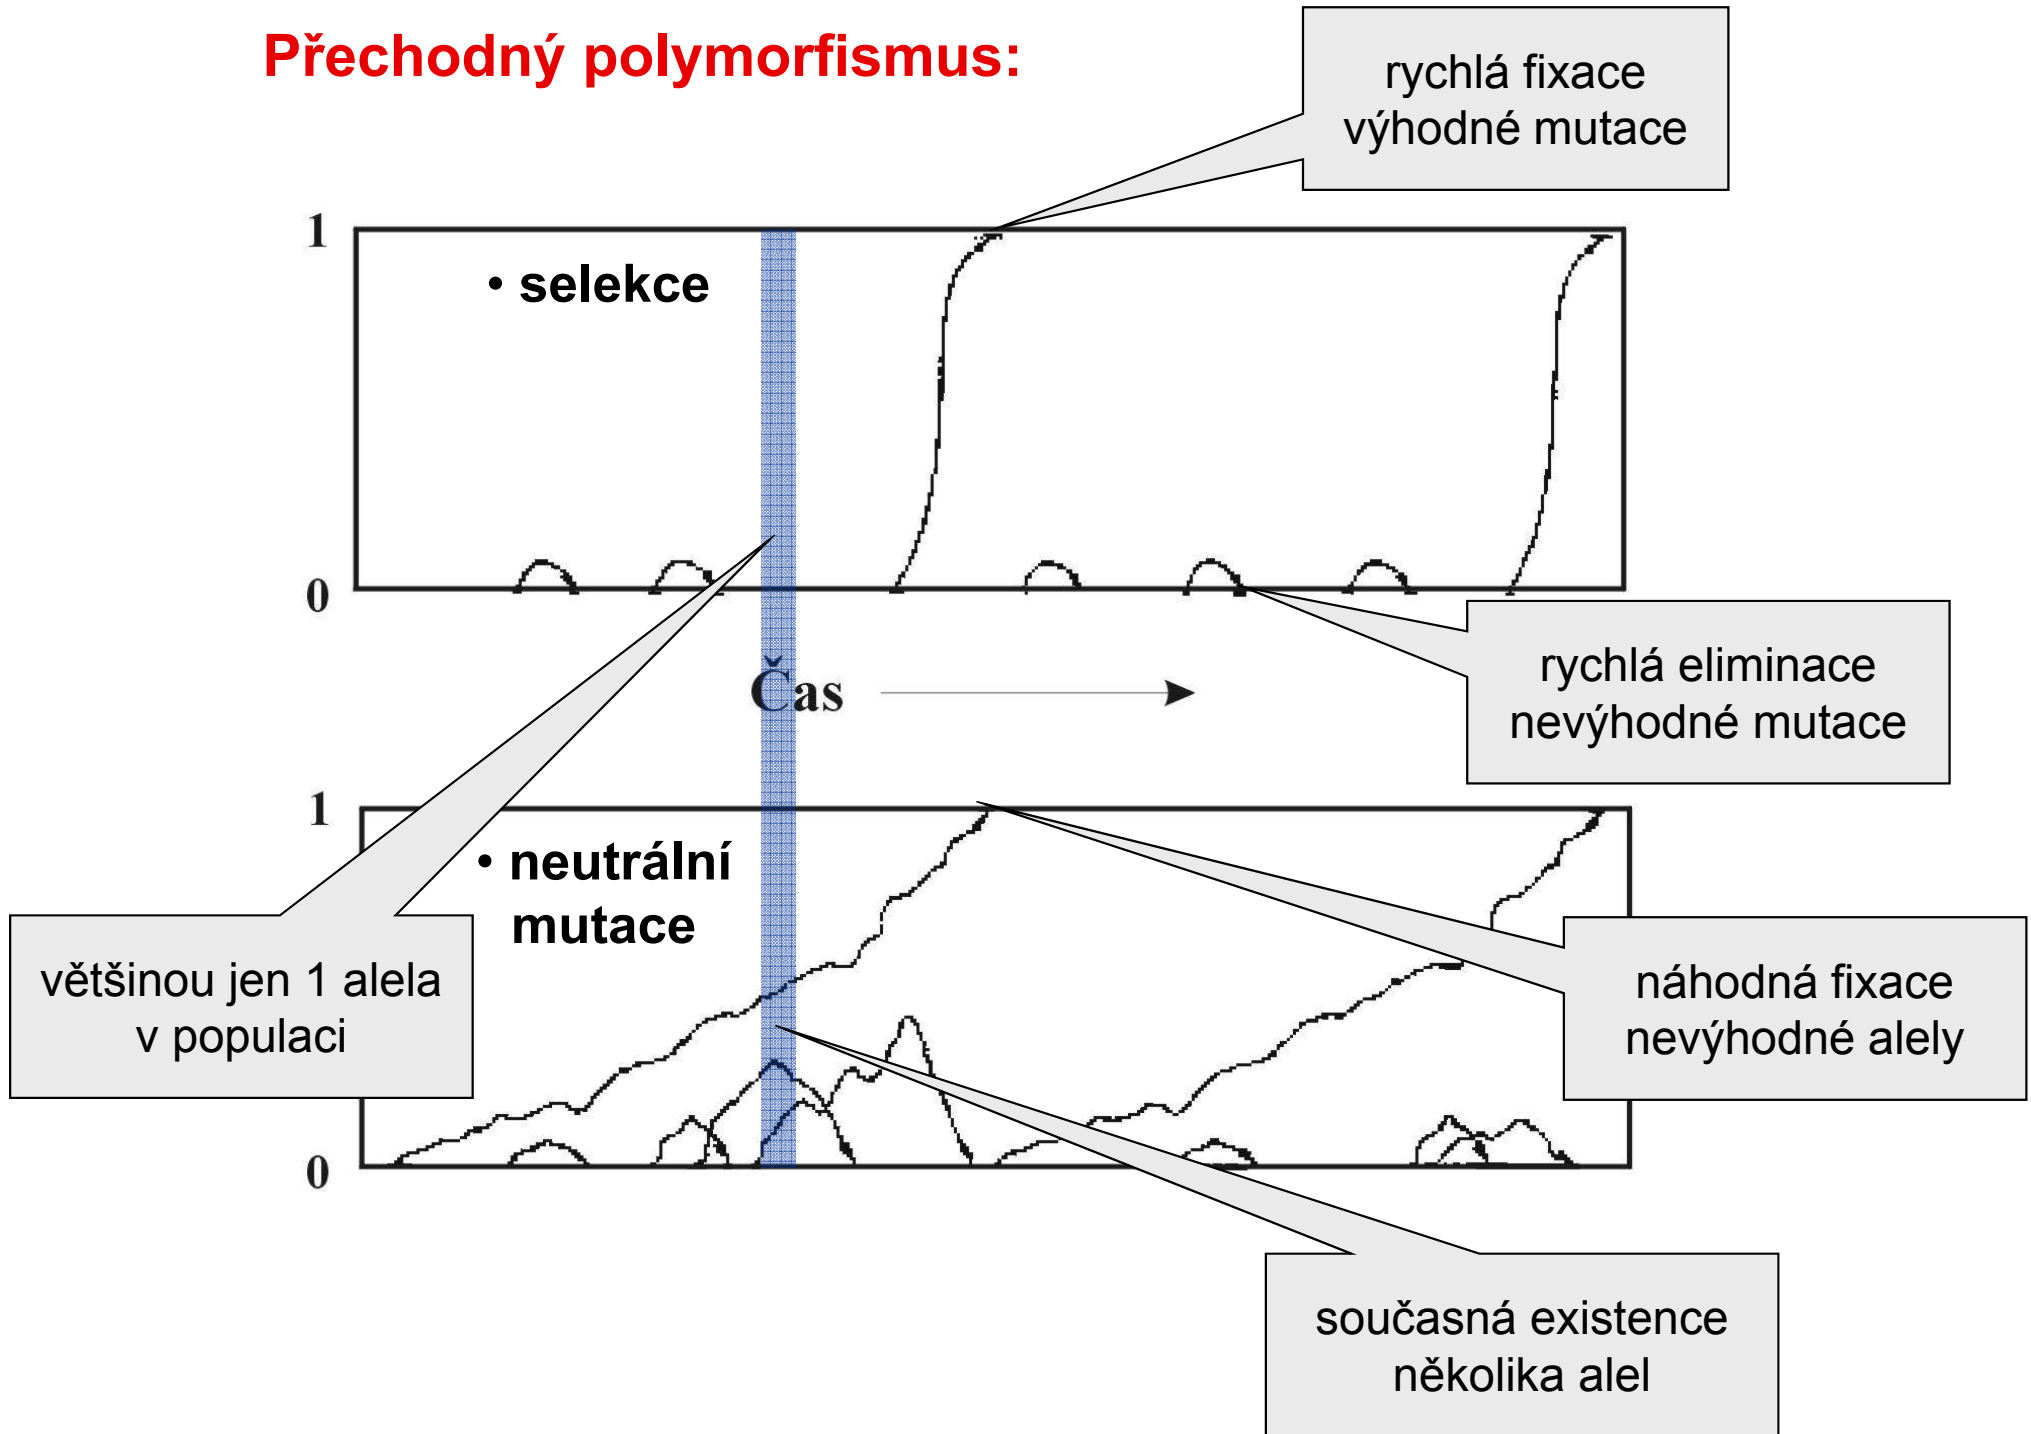 Přechodný polymorfismus:
rychlá fixace
výhodné mutace
1
• selekce
0
rychlá eliminace
nevýhodné mutace
Čas
1
• neutrální
mutace
většinou jen 1 alela
v populaci
náhodná fixace
nevýhodné alely
0
současná existence
několika alel